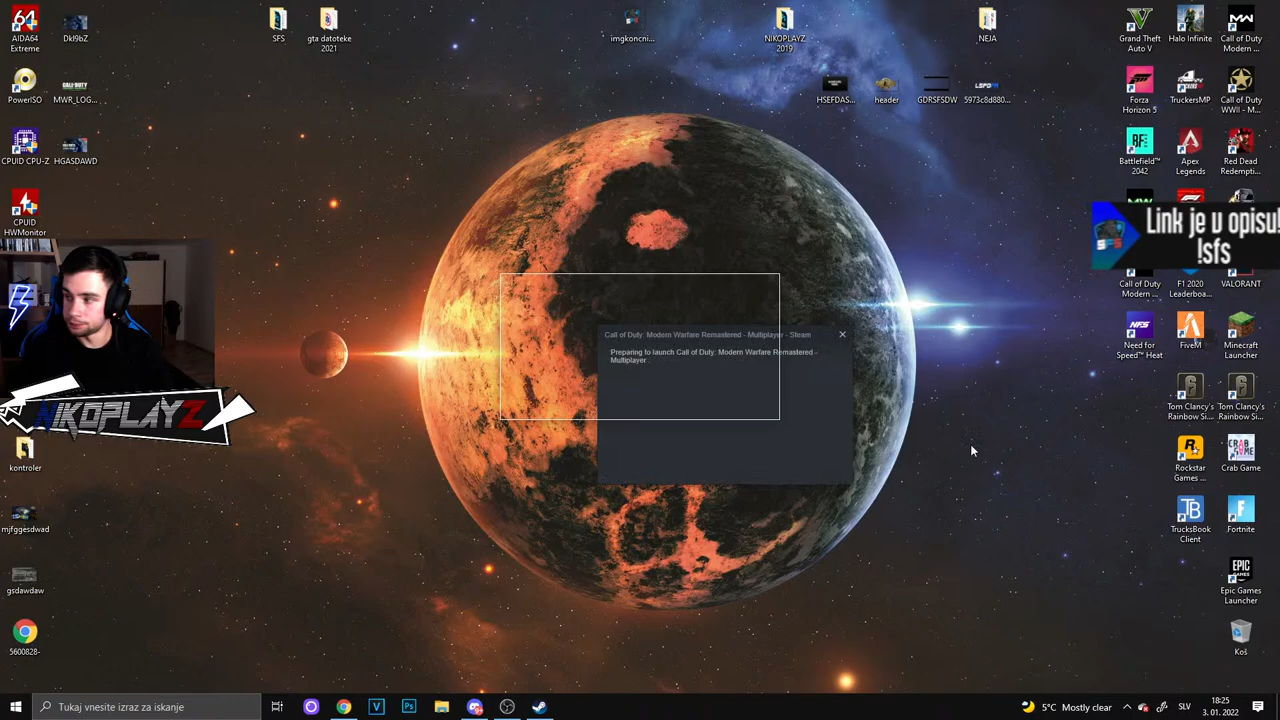 AIDA64
Extreme
DkI9bZ
SFS
gta datoteke
2021
imgkoncni...
NIKOPLAYZ
2019
NEJA
Grand Theft
Auto V
Halo Infinite
Call of Duty
Modern ...
PowerISO
MWR_LOG...
HSEFDAS...
header
GDRSFSDW
5973c8d880...
Forza
Horizon 5
TruckersMP
Call of Duty
WWII - M...
CPUID CPU-Z
HGASDAWD
Battlefield™
2042
Apex
Legends
Red Dead
Redempti...
CPUID
HWMonitor
Link je v opisu!
!sfs
Call of Duty
Modern ...
F1 2021
Leaderboa...
VALORANT
Call of Duty: Modern Warfare Remastered - Multiplayer - Steam
Preparing to launch Call of Duty: Modern Warfare Remastered -
Multiplayer
Need for
Speed™ Heat
FiveM
Minecraft
Launcher
NIKOPLAYZ
Tom Clancy's
Rainbow Si...
Tom Clancy's
Rainbow Si...
kontroler
Rockstar
Games ...
Crab Game
mjfggesdwad
TrucksBook
Client
Fortnite
gsdawdaw
Epic Games
Launcher
5600828-
Koš
Tukaj vnesite izraz za iskanje
5°C Mostly clear
SLV
18:25
3. 01. 2022